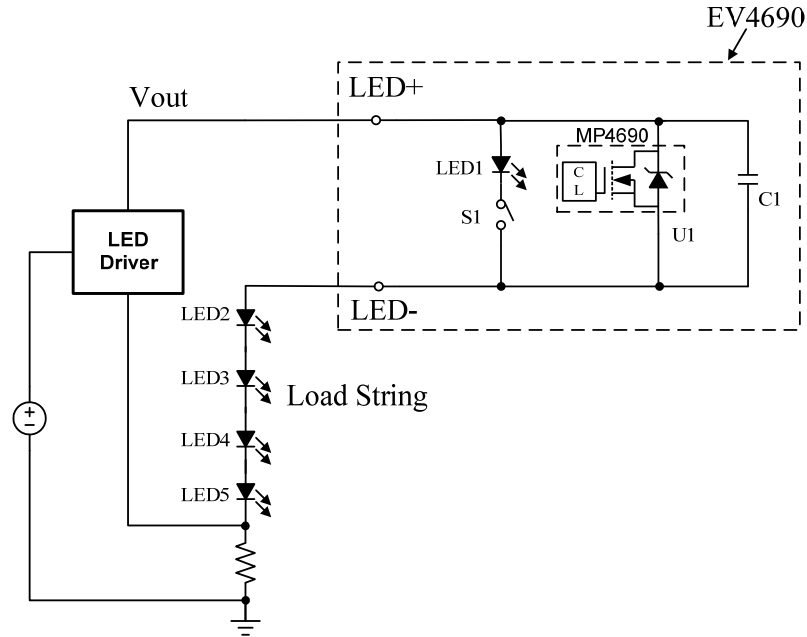 EV4690
LED+
Vout
MP4690
LED1
C
L
S1
C1
U1
LED
Driver
LED-
LED2
LED3
Load String
LED4
LED5
+
−